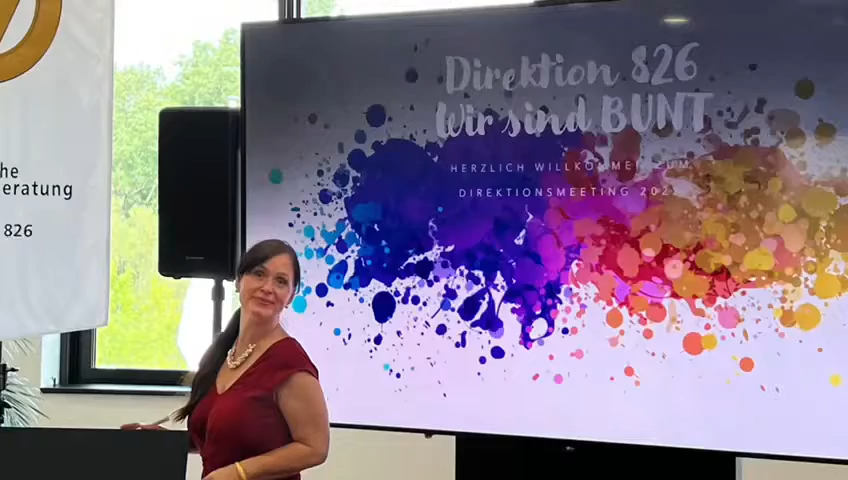 he
eratung
826
Direktion 826
Wir sind BUNT
HERZLICH WILLKOMMEN ZUM
DIREKTIONSMEETING